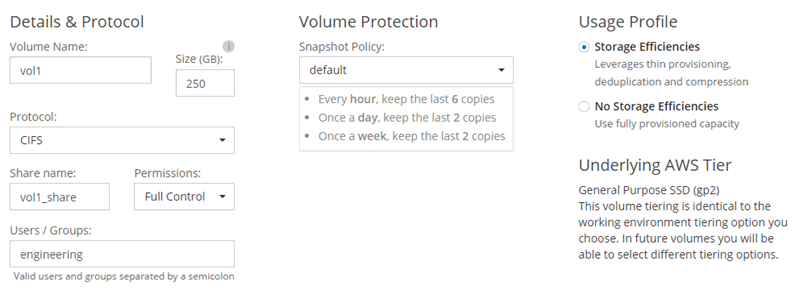 Details & Protocol
Volume Name:
Size (GB):
vol1
250
Protocol:
CIFS
Share name:
Permissions:
vol1_share
Full Control
Users / Groups:
engineering
Valid users and groups separated by a semicolon
Volume Protection
Snapshot Policy:
default
Every hour, keep the last 6 copies
Once a day, keep the last 2 copies
Once a week, keep the last 2 copies
Usage Profile
Storage Efficiencies
Leverages thin provisioning,
deduplication and compression
No Storage Efficiencies
Use fully provisioned capacity
Underlying AWS Tier
General Purpose SSD (gp2)
This volume tiering is identical to the
working environment tiering option you
choose. In future volumes you will be
able to select different tiering options.